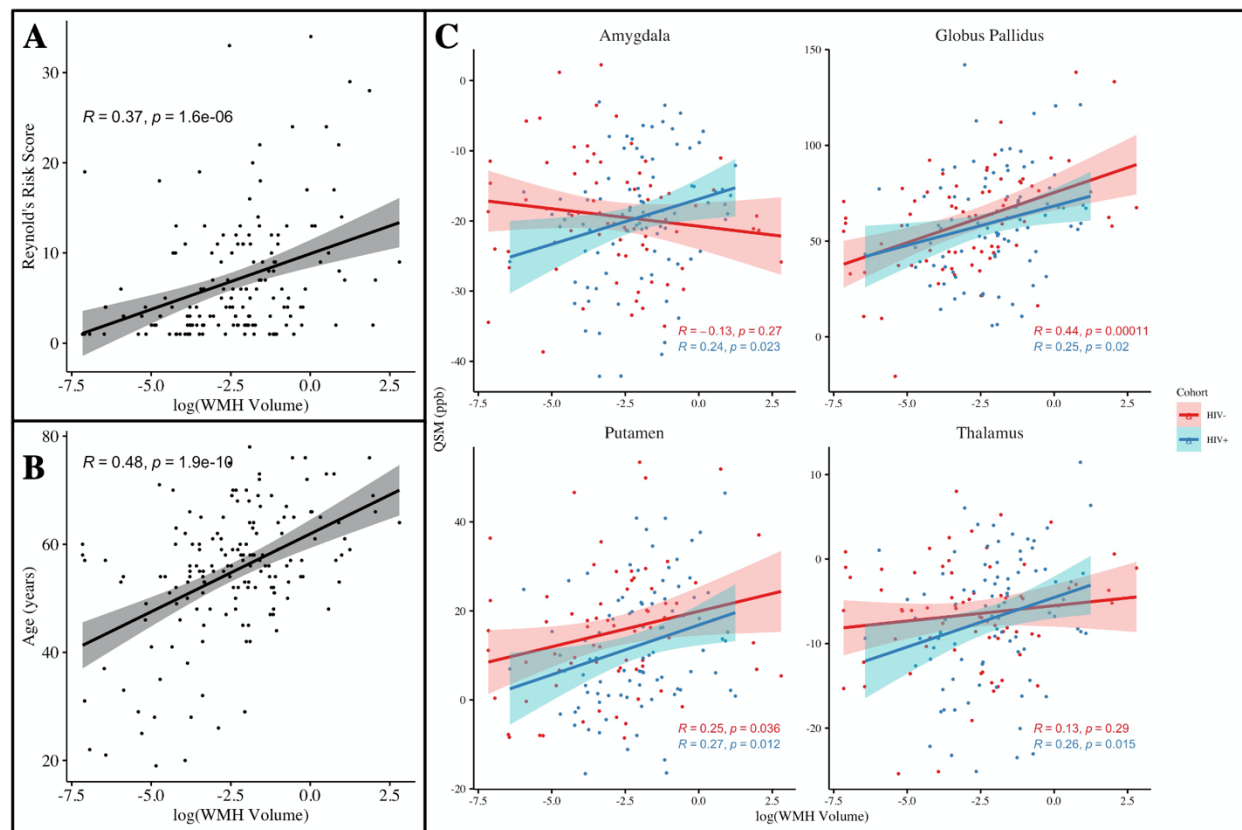 A
Reynold's Risk Score
30
20
10
0
R = 0.37, p = 1.6e-06
-7.5 -5.0 -2.5 0.0 2.5
log(WMH Volume)
B
Age (years)
80
60
40
20
R = 0.48, p = 1.9e-10
-7.5 -5.0 -2.5 0.0 2.5
log(WMH Volume)
C
QSM (ppb)
Amygdala
0
-10
-20
-30
-40
R = −0.13, p = 0.27
R = 0.24, p = 0.023
-7.5 -5.0 -2.5 0.0 2.5
Globus Pallidus
150
100
50
0
R = 0.44, p = 0.00011
R = 0.25, p = 0.02
-7.5 -5.0 -2.5 0.0 2.5
Putamen
40
20
0
-20
R = 0.25, p = 0.036
R = 0.27, p = 0.012
-7.5 -5.0 -2.5 0.0 2.5
Thalamus
10
-0
-10
-20
R = 0.13, p = 0.29
R = 0.26, p = 0.015
-7.5 -5.0 -2.5 0.0 2.5
log(WMH Volume)
Cohort
a HIV-
a HIV+